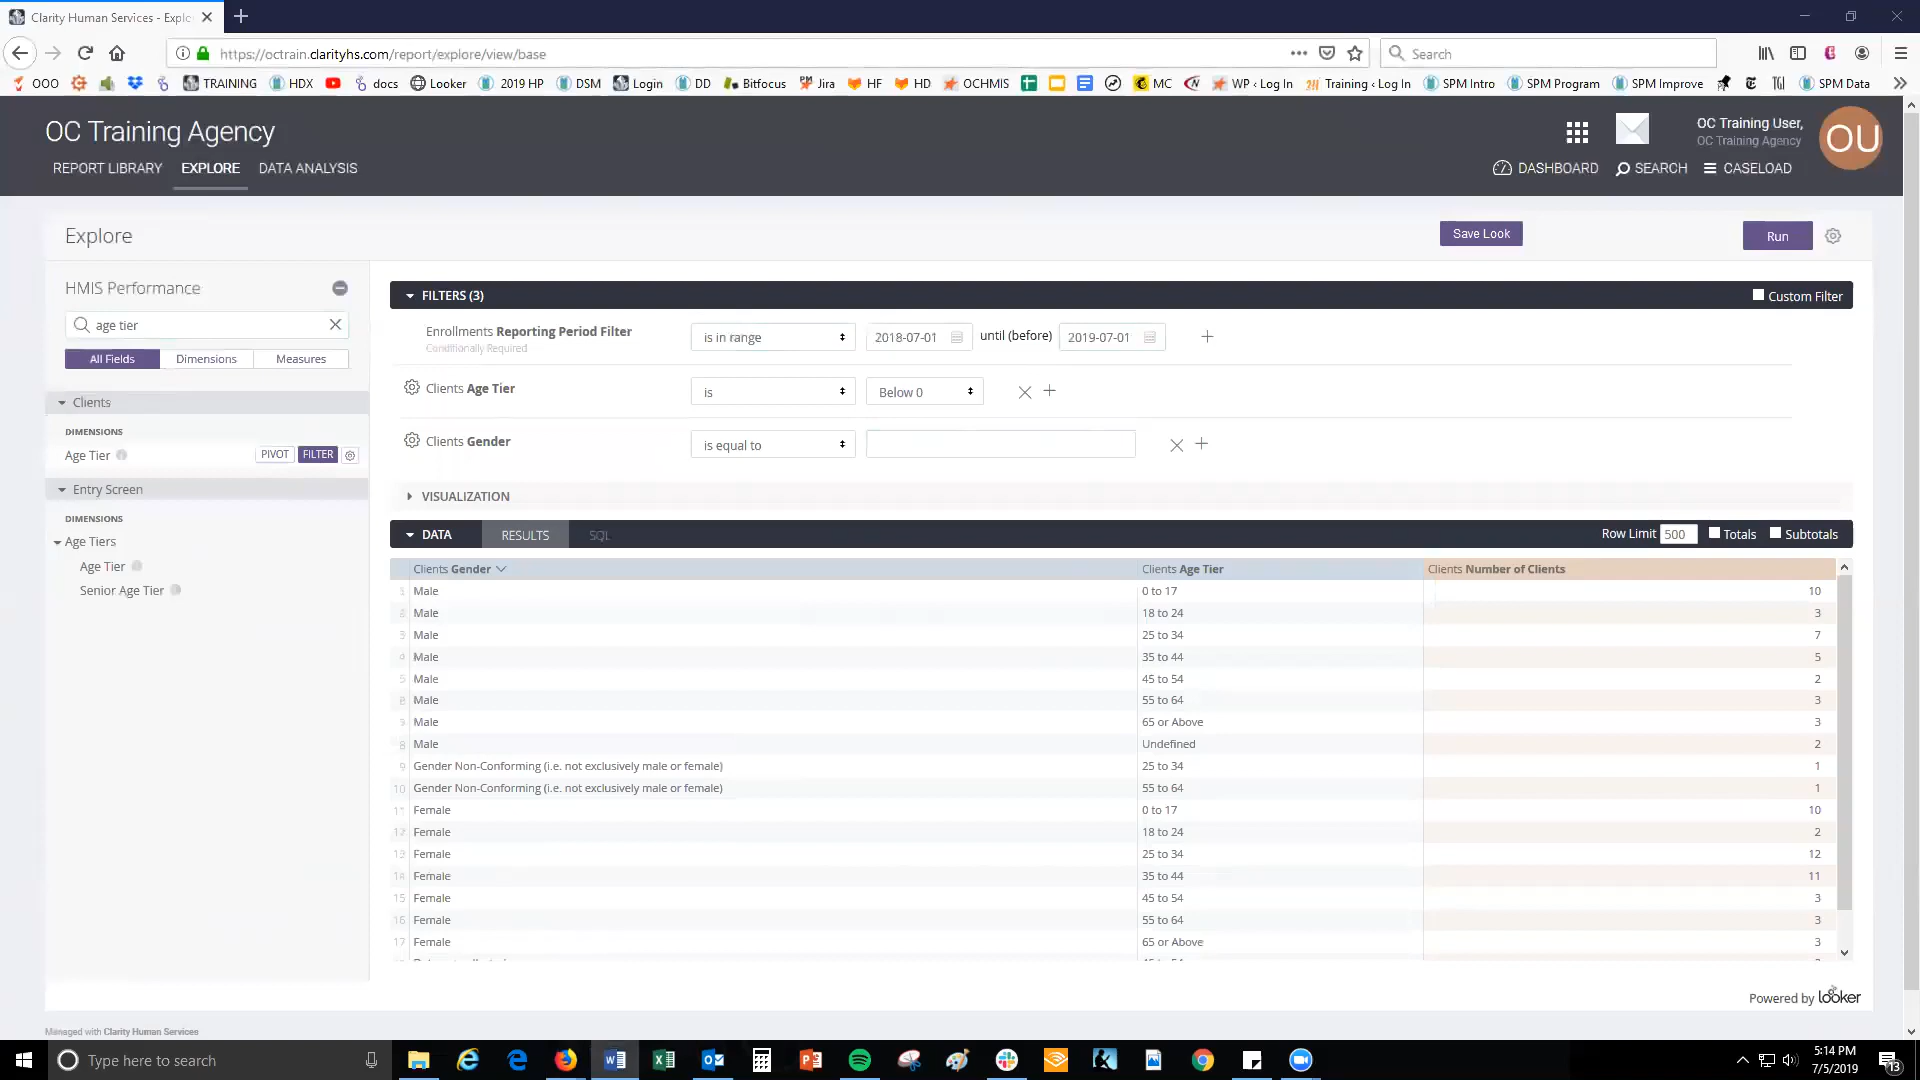 Clarity Human Services - Explo
https://octrain.clarityhs.com/report/explore/view/base
Search
OOO TRAINING HDX docs Looker 2019 HP DSM Login DD Bitfocus Jira HF HD OCHMIS MC WP ‹ Log In Training ‹ Log In SPM Intro SPM Program SPM Improve SPM Data
OC Training Agency
OC Training User,
OC Training Agency
OU
REPORT LIBRARY EXPLORE DATA ANALYSIS
DASHBOARD SEARCH CASELOAD
Explore
Save Look
Run
HMIS Performance
age tier
All Fields Dimensions Measures
Clients
DIMENSIONS
Age Tier PIVOT FILTER
Entry Screen
DIMENSIONS
Age Tiers
Age Tier
Senior Age Tier
FILTERS (3)
Custom Filter
Enrollments Reporting Period Filter
Conditionally Required
is in range 2018-07-01 until (before) 2019-07-01
Clients Age Tier is Below 0
Clients Gender is equal to
VISUALIZATION
DATA RESULTS SQL
Row Limit 500 Totals Subtotals
Clients Gender Clients Age Tier Clients Number of Clients
1 Male 0 to 17 10
2 Male 18 to 24 3
3 Male 25 to 34 7
4 Male 35 to 44 5
5 Male 45 to 54 2
6 Male 55 to 64 3
7 Male 65 or Above 3
8 Male Undefined 2
9 Gender Non-Conforming (i.e. not exclusively male or female) 25 to 34 1
10 Gender Non-Conforming (i.e. not exclusively male or female) 55 to 64 1
11 Female 0 to 17 10
12 Female 18 to 24 2
13 Female 25 to 34 12
14 Female 35 to 44 11
15 Female 45 to 54 3
16 Female 55 to 64 3
17 Female 65 or Above 3
Powered by looker
Managed with Clarity Human Services
Type here to search
5:14 PM
7/5/2019
13